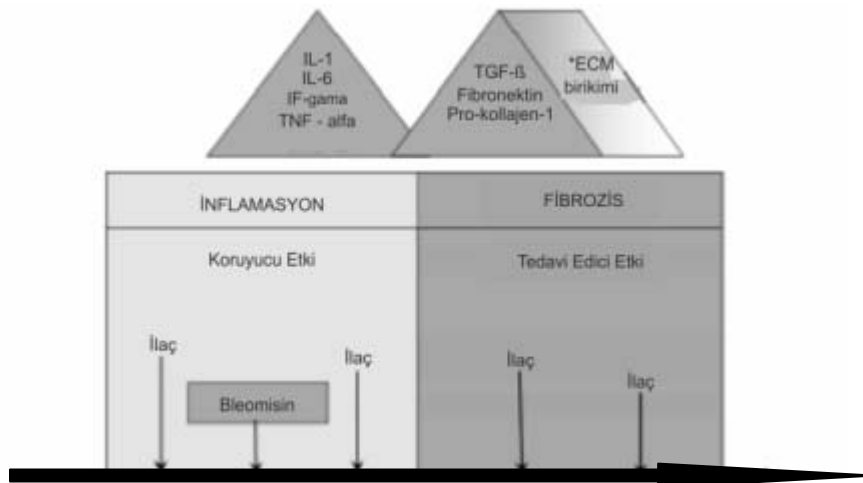 IL-1
IL-6
IF-gama
TNF - alfa
TGF-ß
Fibronektin
Pro-kollajen-1
*ECM
birikimi
İNFLAMASYON
FİBROZİS
Koruyucu Etki
Tedavi Edici Etki
İlaç
İlaç
İlaç
İlaç
Bleomisin